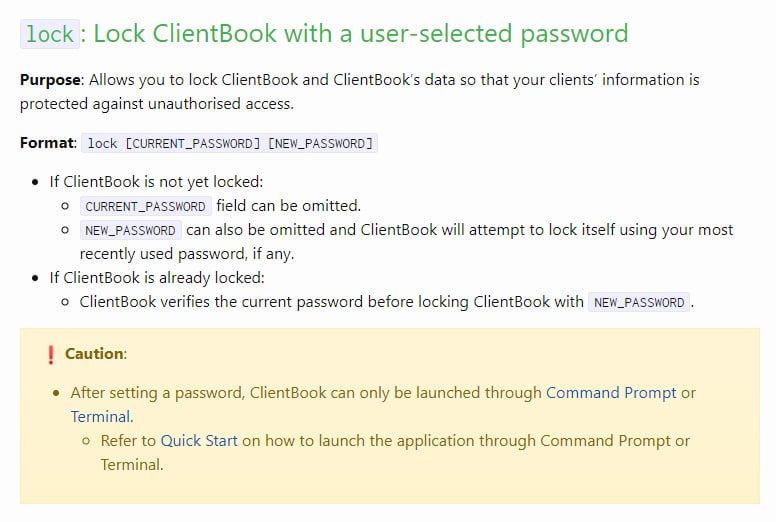 lock: Lock ClientBook with a user-selected password
Purpose: Allows you to lock ClientBook and ClientBook's data so that your clients' information is
protected against unauthorised access.
Format: lock [CURRENT_PASSWORD] [NEW_PASSWORD]
• If ClientBook is not yet locked:
○ CURRENT_PASSWORD field can be omitted.
○ NEW_PASSWORD can also be omitted and ClientBook will attempt to lock itself using your most
recently used password, if any.
• If ClientBook is already locked:
○ ClientBook verifies the current password before locking ClientBook with NEW_PASSWORD.
❗ Caution:
• After setting a password, ClientBook can only be launched through Command Prompt or
Terminal.
○ Refer to Quick Start on how to launch the application through Command Prompt or
Terminal.